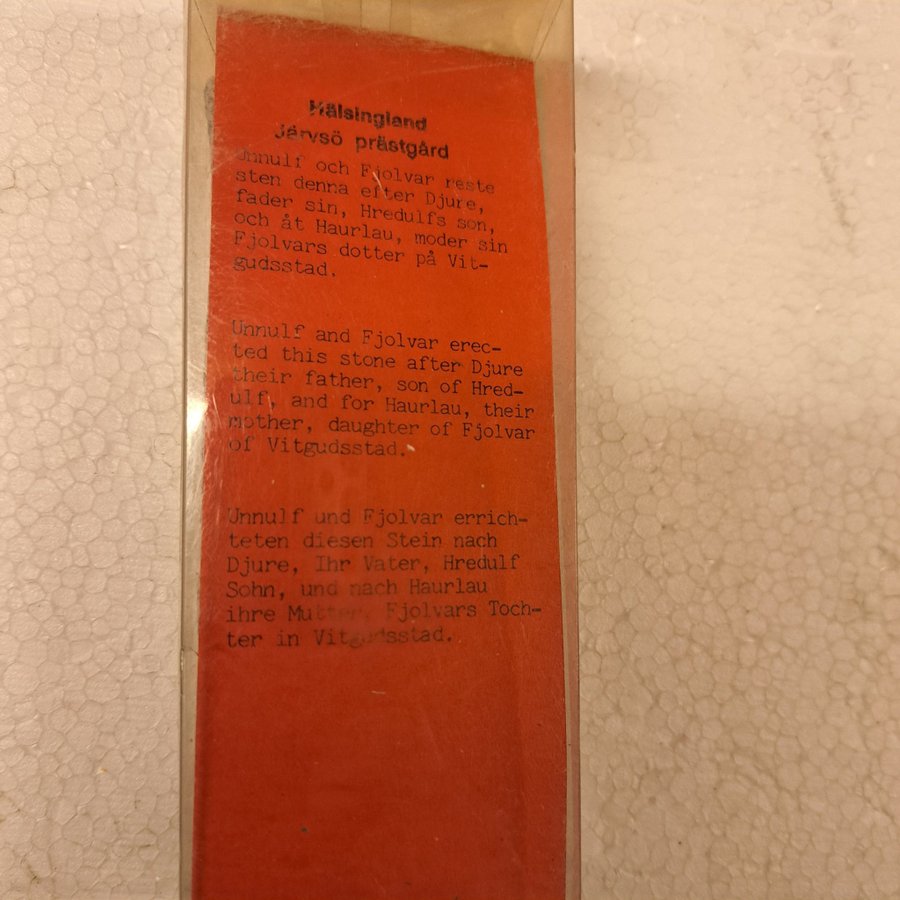 Hälsingland
Järvsö prästgård
Unnulf och Fjolvar reste
sten denna efter Djure,
fader sin, Hredulfs son,
och åt Haurlau, moder sin
Fjolvars dotter på Vit-
gudsstad.
Unnulf and Fjolvar erec-
ted this stone after Djure
their father, son of Hred-
ulf, and for Haurlau, their
mother, daughter of Fjolvar
of Vitgudsstad.
Unnulf und Fjolvar errich-
teten diesen Stein nach
Djure, Ihr Vater, Hredulf
Sohn, und nach Haurlau
ihre Mutter, Fjolvars Toch-
ter in Vitgudsstad.